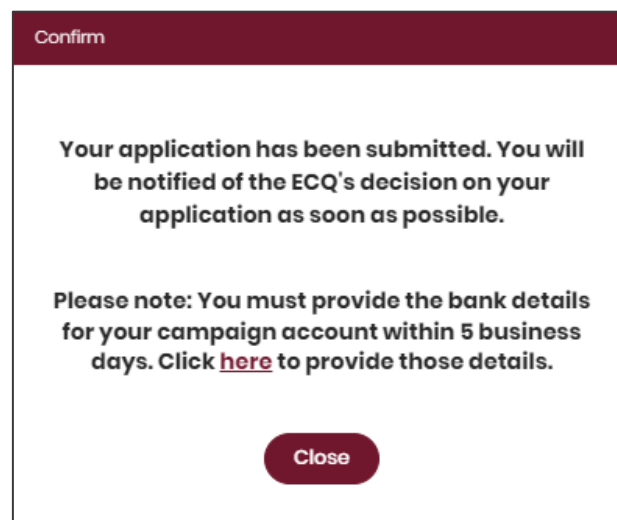 Confirm
Your application has been submitted. You will
be notified of the ECQ's decision on your
application as soon as possible.
Please note: You must provide the bank details
for your campaign account within 5 business
days. Click here to provide those details.
Close